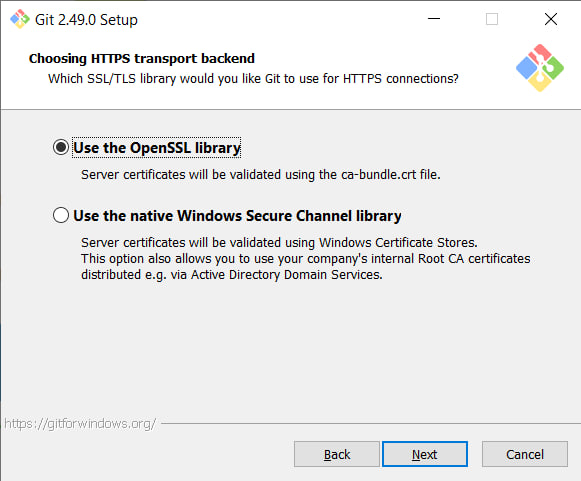 Git 2.49.0 Setup
Choosing HTTPS transport backend
Which SSL/TLS library would you like Git to use for HTTPS connections?
Use the OpenSSL library
Server certificates will be validated using the ca-bundle.crt file.
Use the native Windows Secure Channel library
Server certificates will be validated using Windows Certificate Stores.
This option also allows you to use your company's internal Root CA certificates
distributed e.g. via Active Directory Domain Services.
https://gitforwindows.org/
Back Next Cancel